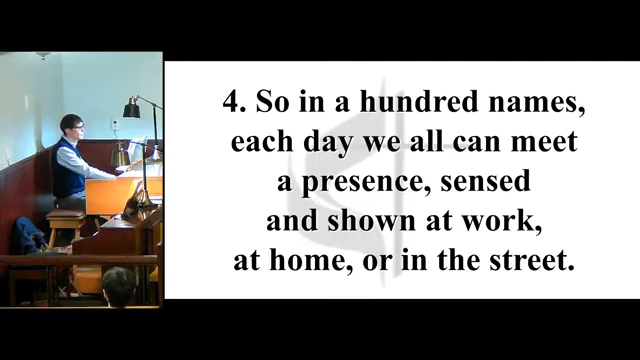 4. So in a hundred names,
each day we all can meet
a presence, sensed
and shown at work,
at home, or in the street.